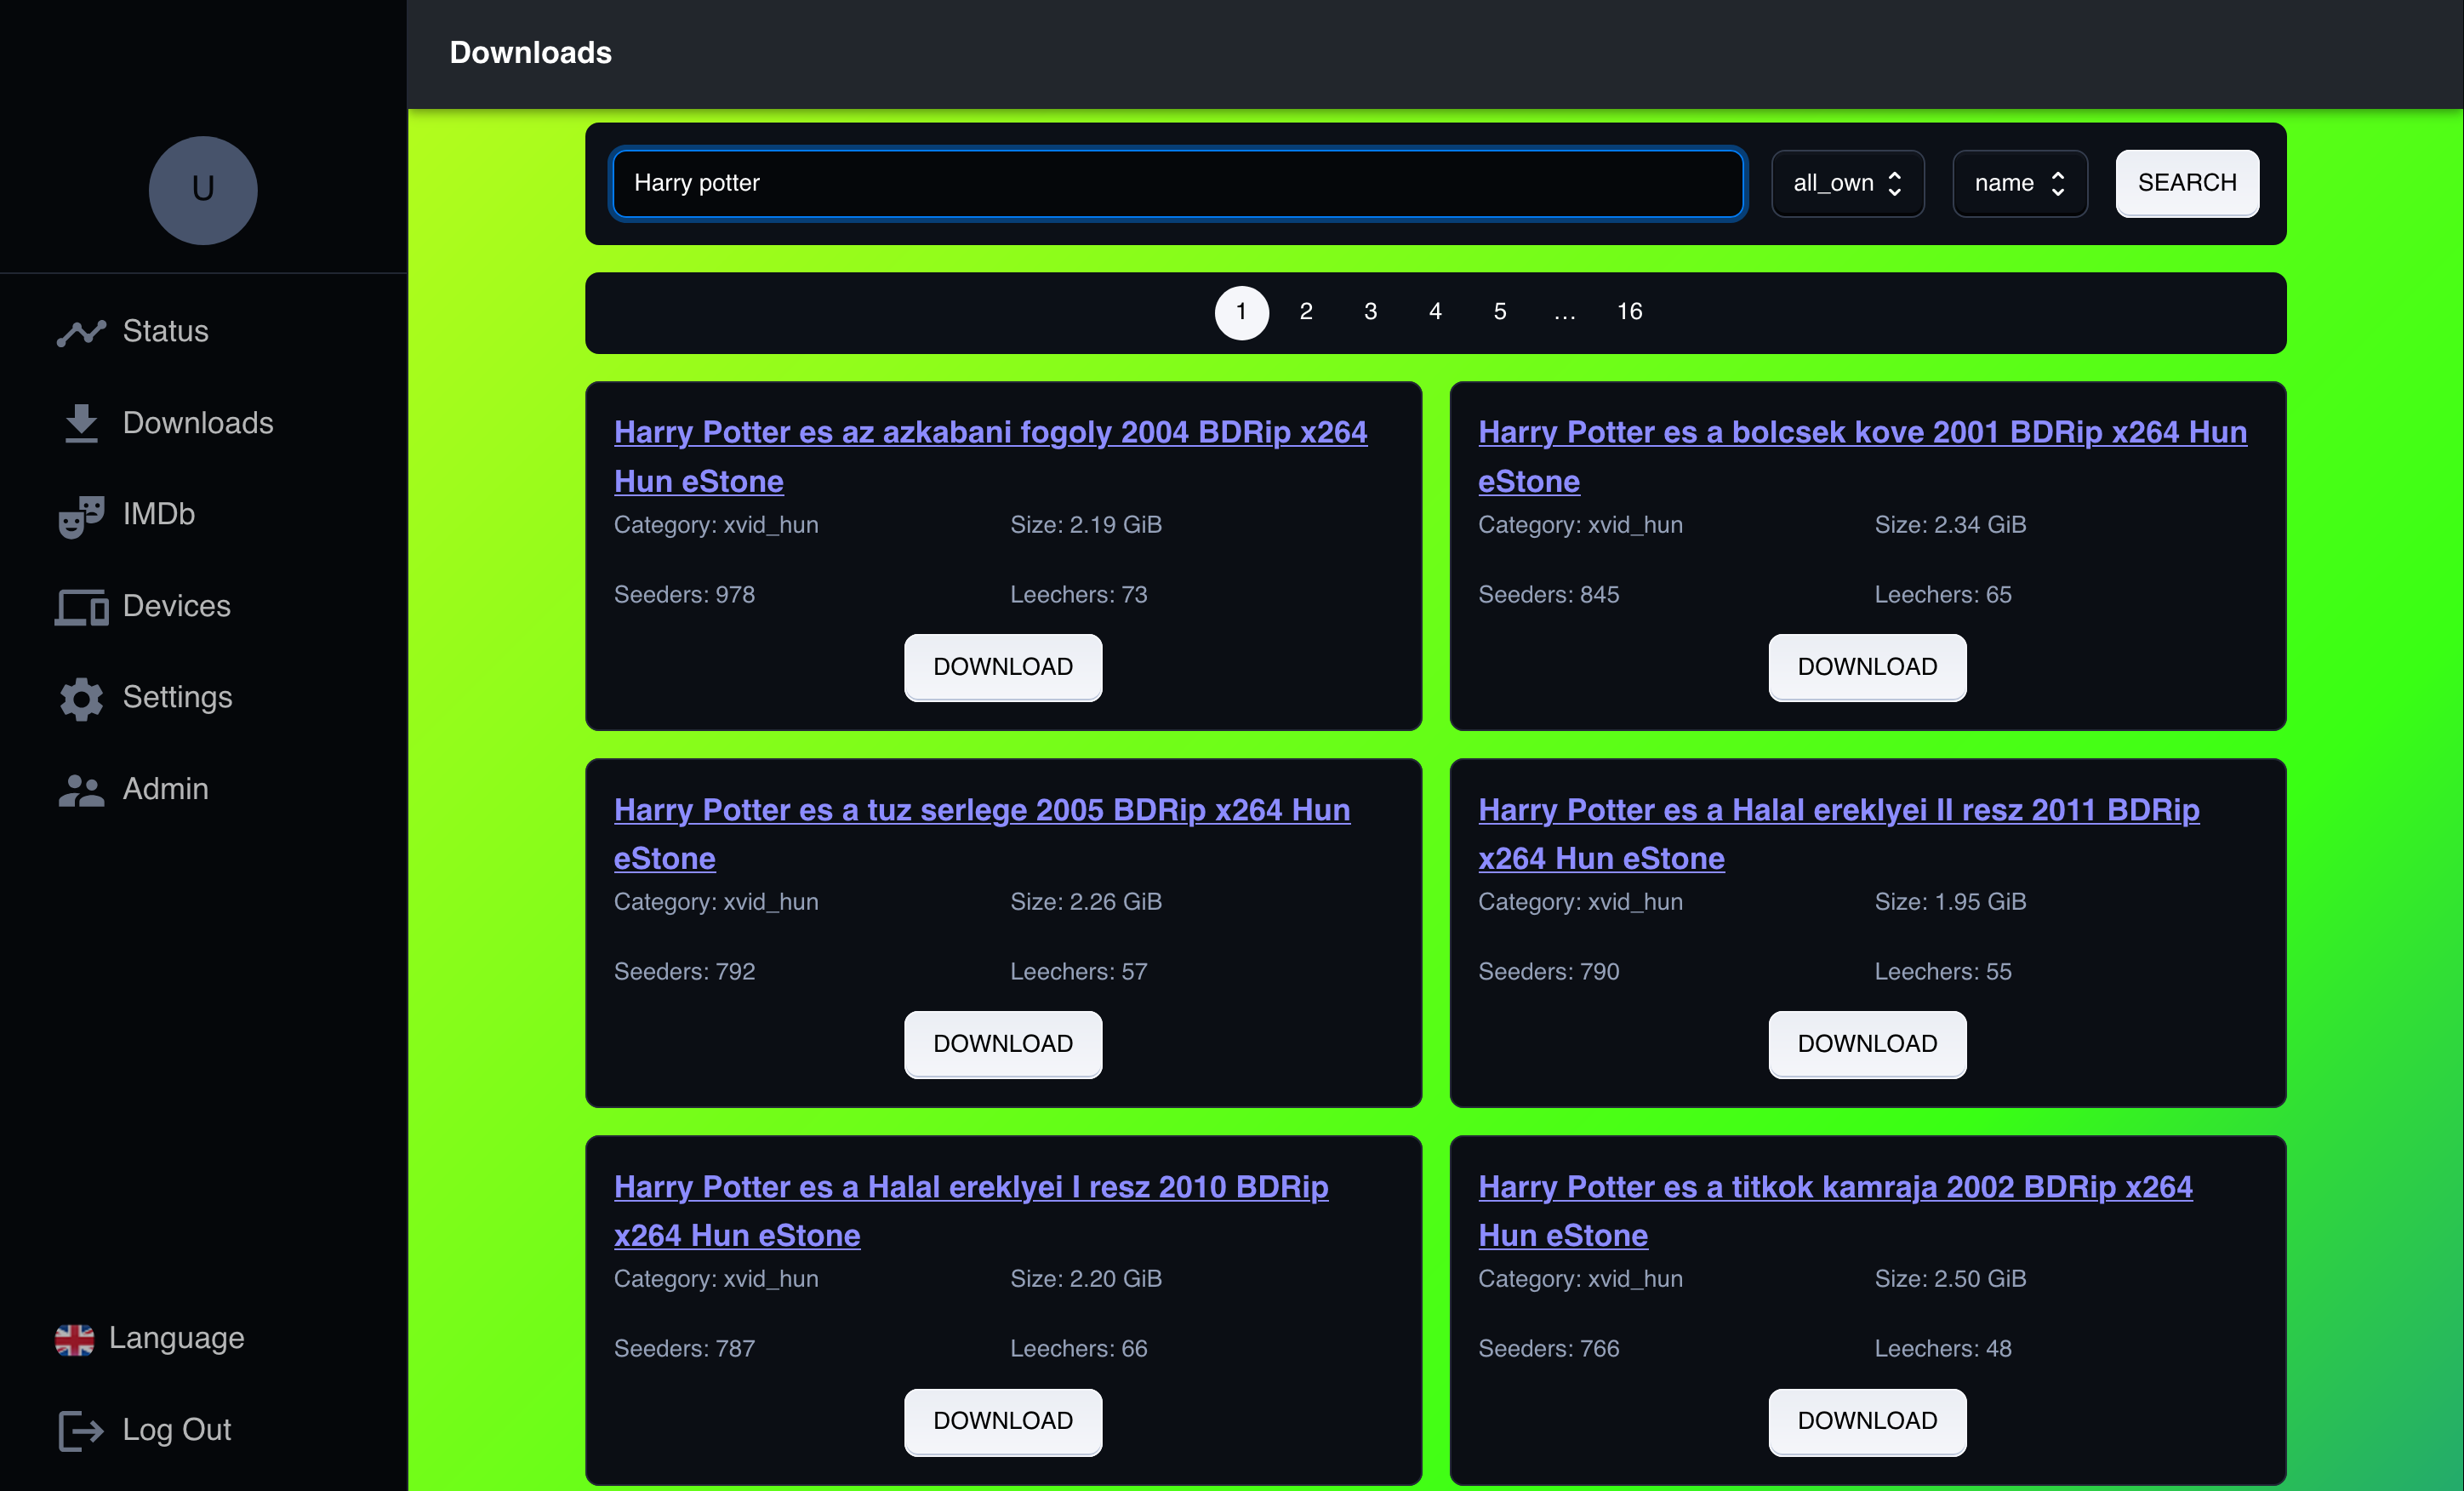 Downloads
U
Status
Downloads
IMDb
Devices
Settings
Admin
Language
Log Out
Harry potter
all_own
name
SEARCH
1 2 3 4 5 ... 16
Harry Potter es az azkabani fogoly 2004 BDRip x264
Hun eStone
Category: xvid_hun
Size: 2.19 GiB
Seeders: 978
Leechers: 73
DOWNLOAD
Harry Potter es a bolcsek kove 2001 BDRip x264 Hun
eStone
Category: xvid_hun
Size: 2.34 GiB
Seeders: 845
Leechers: 65
DOWNLOAD
Harry Potter es a tuz serlege 2005 BDRip x264 Hun
eStone
Category: xvid_hun
Size: 2.26 GiB
Seeders: 792
Leechers: 57
DOWNLOAD
Harry Potter es a Halal ereklyei II resz 2011 BDRip
x264 Hun eStone
Category: xvid_hun
Size: 1.95 GiB
Seeders: 790
Leechers: 55
DOWNLOAD
Harry Potter es a Halal ereklyei I resz 2010 BDRip
x264 Hun eStone
Category: xvid_hun
Size: 2.20 GiB
Seeders: 787
Leechers: 66
DOWNLOAD
Harry Potter es a titkok kamraja 2002 BDRip x264
Hun eStone
Category: xvid_hun
Size: 2.50 GiB
Seeders: 766
Leechers: 48
DOWNLOAD